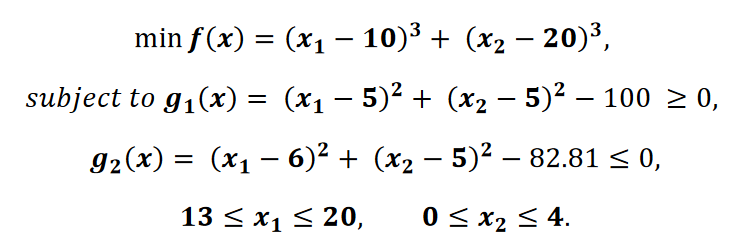 min f(x) = (x₁ − 10)³ + (x₂ − 20)³,
subject to g₁(x) = (x₁ − 5)² + (x₂ − 5)² − 100 ≥ 0,
g₂(x) = (x₁ − 6)² + (x₂ − 5)² − 82.81 ≤ 0,
13 ≤ x₁ ≤ 20, 0 ≤ x₂ ≤ 4.